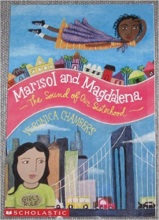 Marisol and Magdalena
The Sound of Our Sisterhood
VERONICA CHAMBERS
SCHOLASTIC